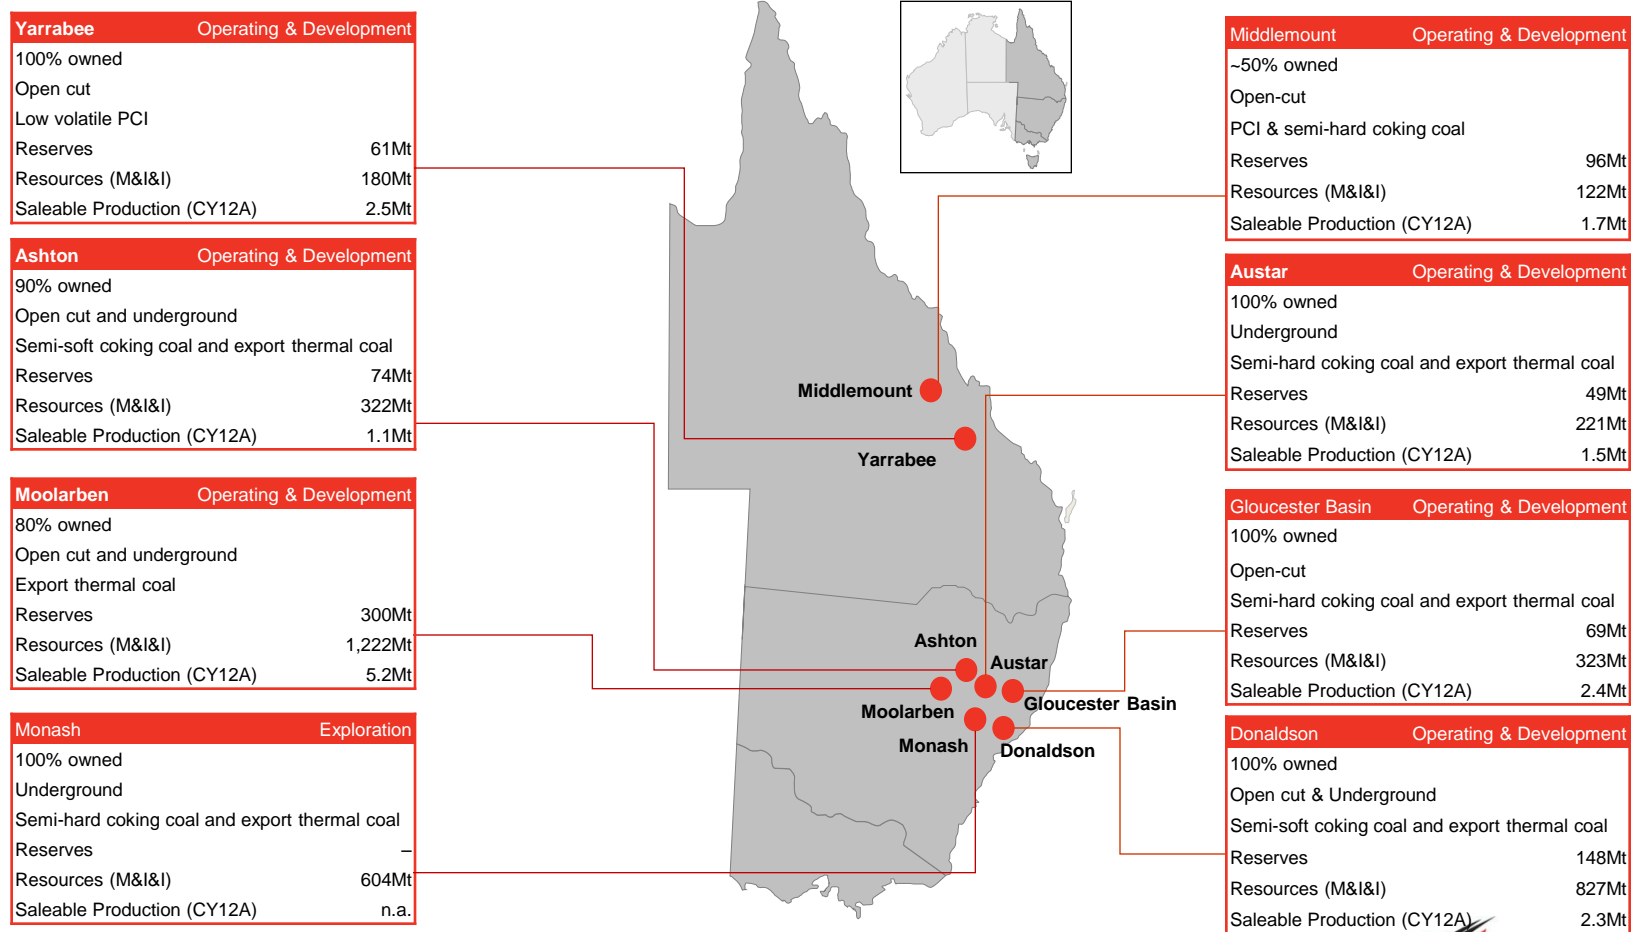 Yarrabee Operating & Development
100% owned
Open cut
Low volatile PCI
Reserves 61Mt
Resources (M&I&I) 180Mt
Saleable Production (CY12A) 2.5Mt
Ashton Operating & Development
90% owned
Open cut and underground
Semi-soft coking coal and export thermal coal
Reserves 74Mt
Resources (M&I&I) 322Mt
Saleable Production (CY12A) 1.1Mt
Moolarben Operating & Development
80% owned
Open cut and underground
Export thermal coal
Reserves 300Mt
Resources (M&I&I) 1,222Mt
Saleable Production (CY12A) 5.2Mt
Monash Exploration
100% owned
Underground
Semi-hard coking coal and export thermal coal
Reserves –
Resources (M&I&I) 604Mt
Saleable Production (CY12A) n.a.
Middlemount
Yarrabee
Ashton
Austar
Gloucester Basin
Moolarben
Monash
Donaldson
Middlemount Operating & Development
~50% owned
Open-cut
PCI & semi-hard coking coal
Reserves 96Mt
Resources (M&I&I) 122Mt
Saleable Production (CY12A) 1.7Mt
Austar Operating & Development
100% owned
Underground
Semi-hard coking coal and export thermal coal
Reserves 49Mt
Resources (M&I&I) 221Mt
Saleable Production (CY12A) 1.5Mt
Gloucester Basin Operating & Development
100% owned
Open-cut
Semi-hard coking coal and export thermal coal
Reserves 69Mt
Resources (M&I&I) 323Mt
Saleable Production (CY12A) 2.4Mt
Donaldson Operating & Development
100% owned
Open cut & Underground
Semi-soft coking coal and export thermal coal
Reserves 148Mt
Resources (M&I&I) 827Mt
Saleable Production (CY12A) 2.3Mt